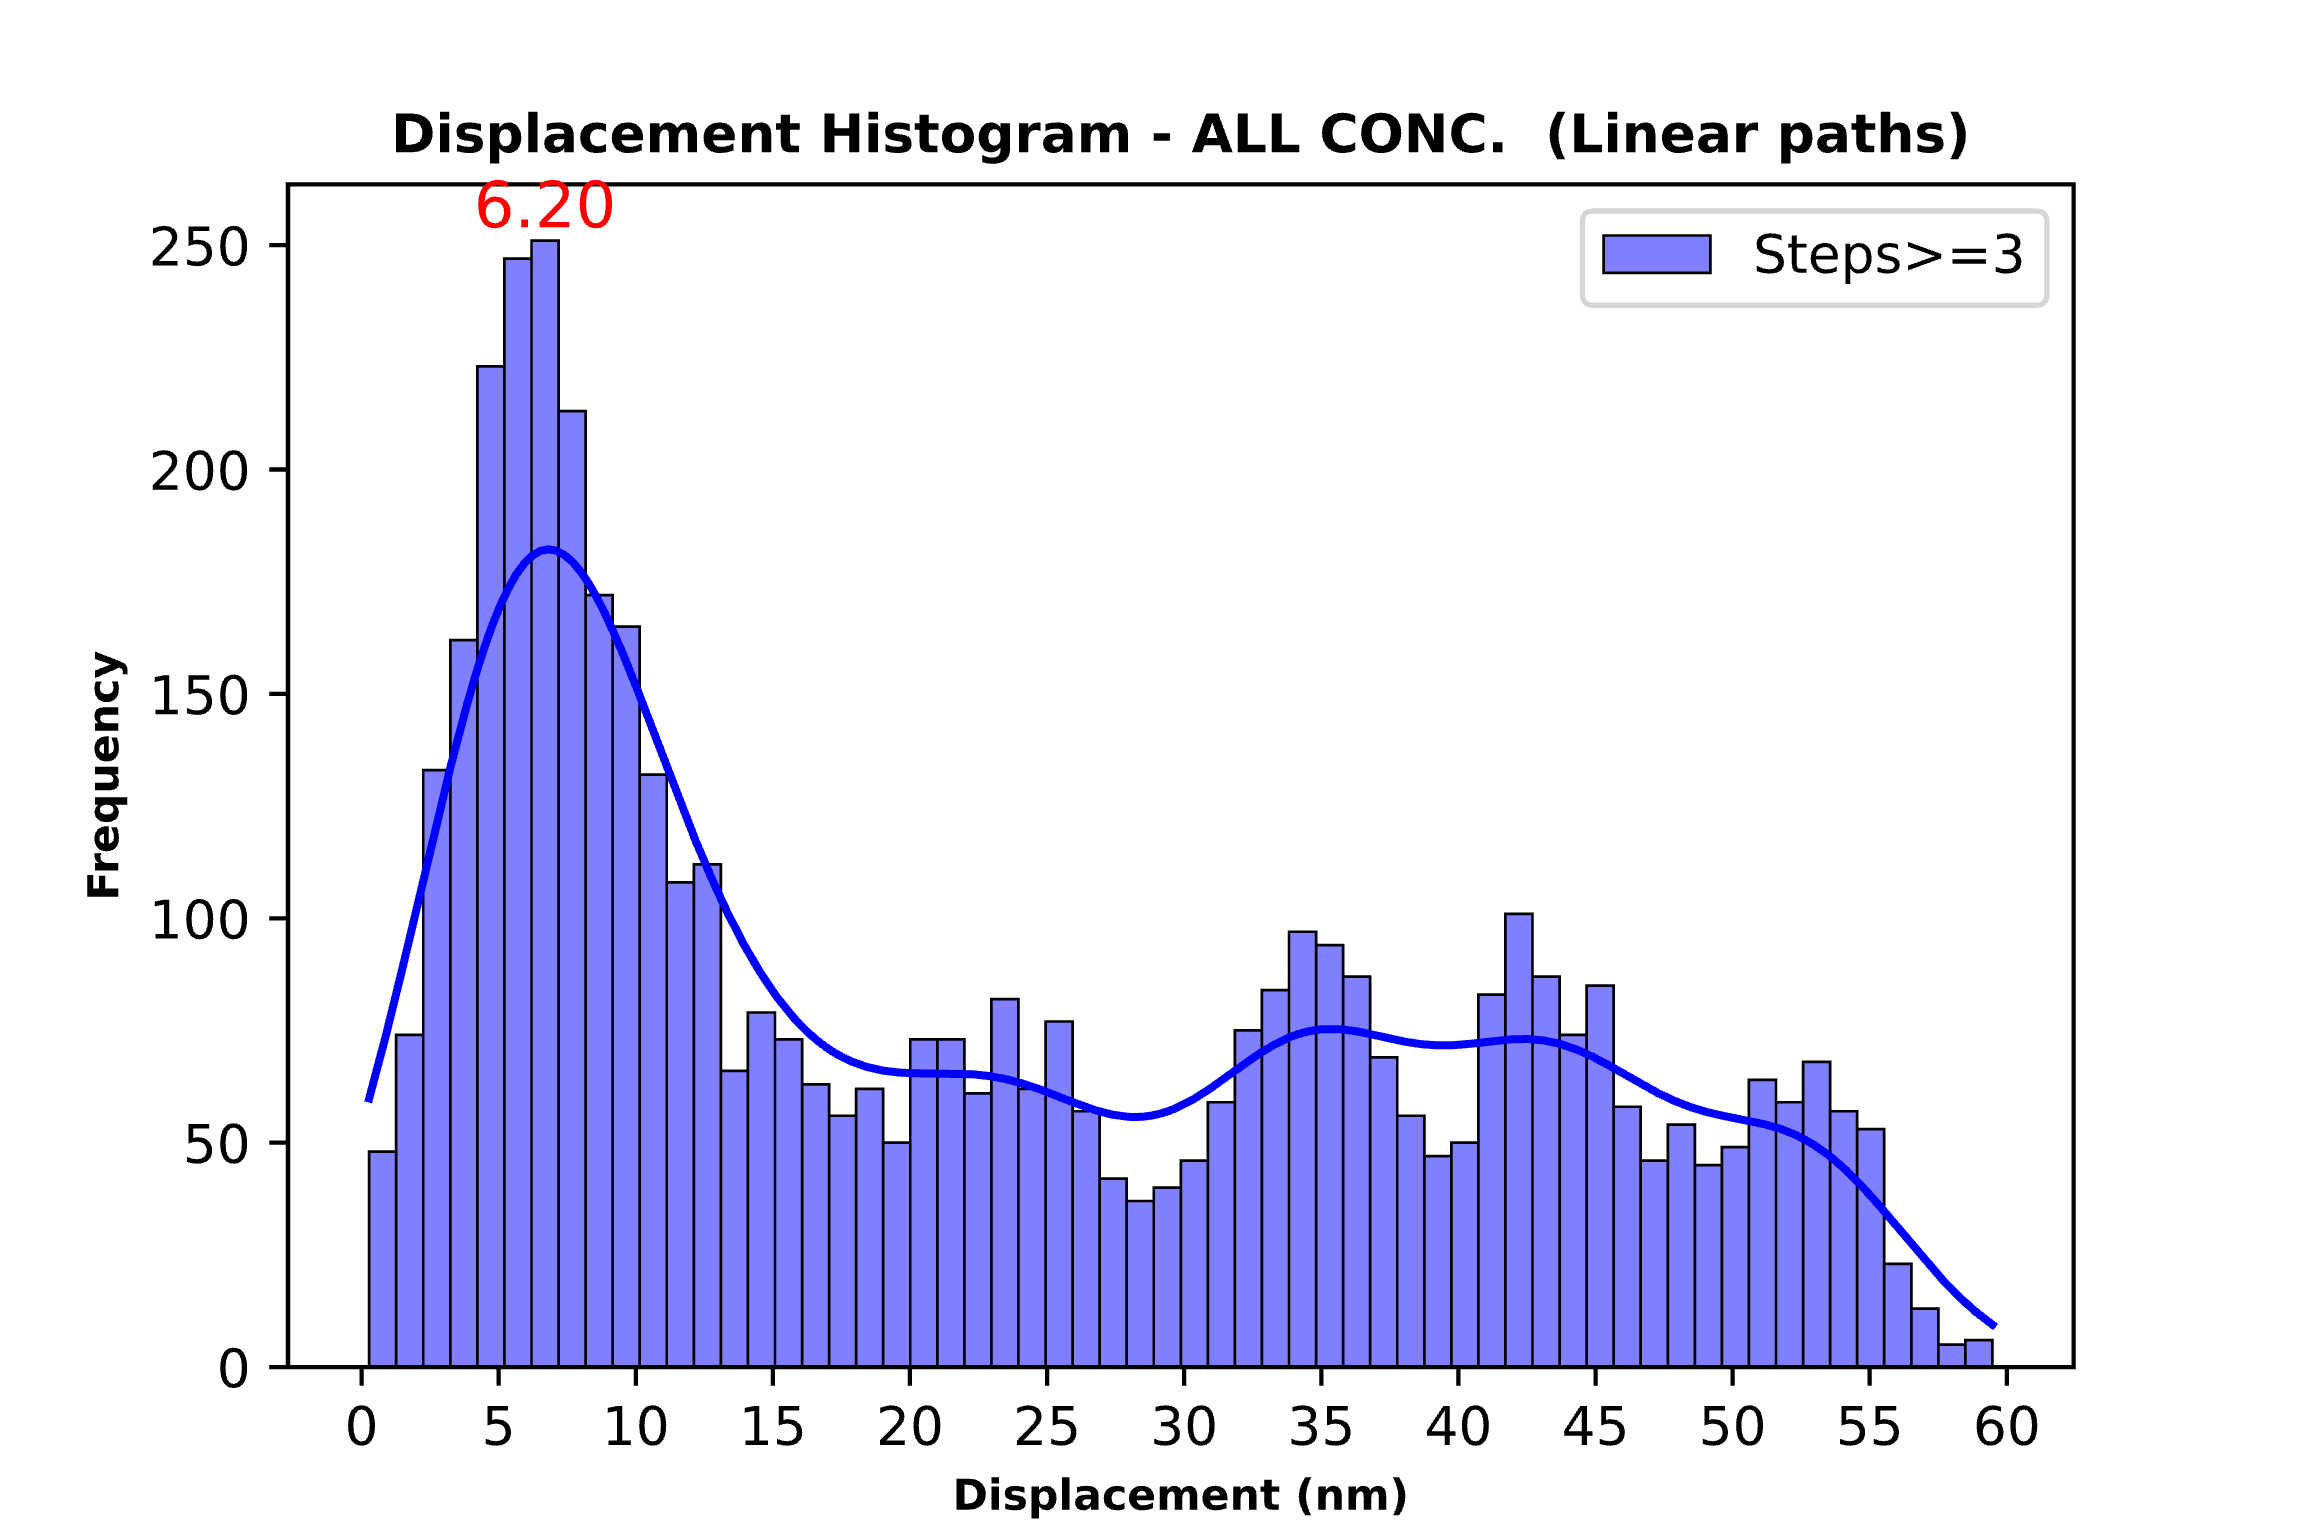 Displacement Histogram - ALL CONC.  (Linear paths)
6.20
Steps>=3
250
200
150
100
50
0
Frequency
0 5 10 15 20 25 30 35 40 45 50 55 60
Displacement (nm)